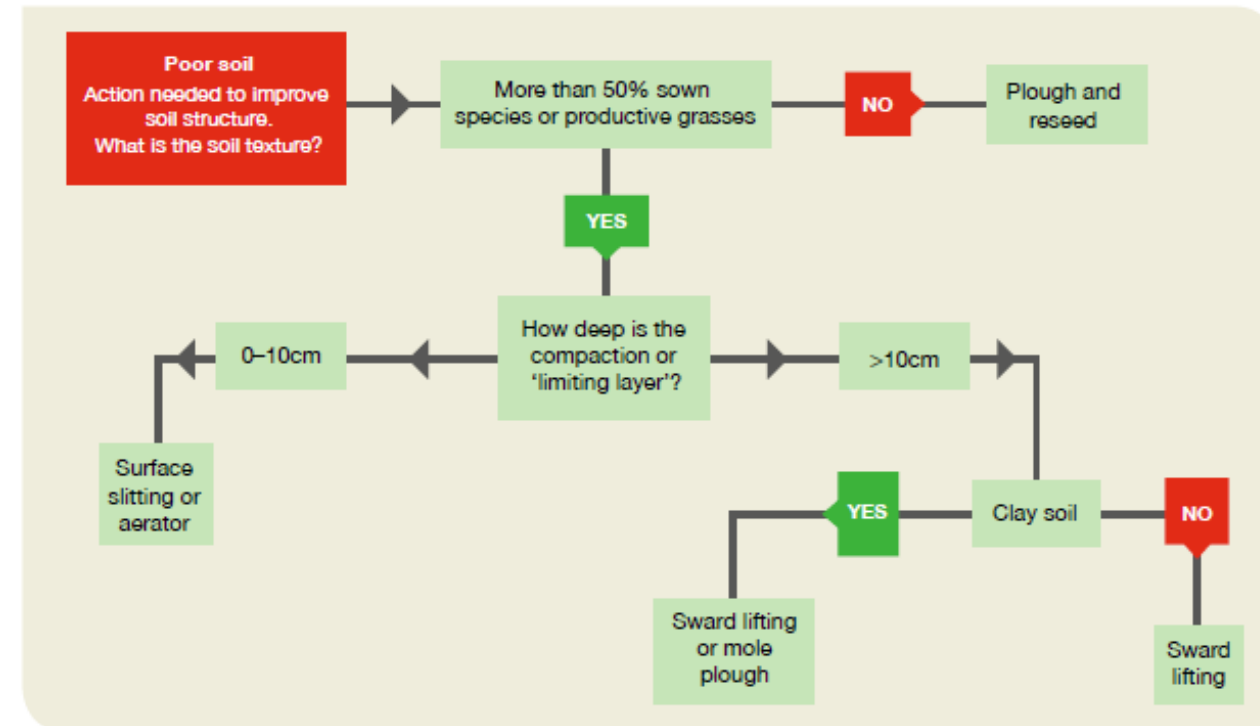 Poor soil
Action needed to improve
soil structure.
What is the soil texture?
More than 50% sown
species or productive grasses
NO
Plough and
reseed
YES
How deep is the
compaction or
‘limiting layer’?
0–10cm
>10cm
Surface
slitting or
aerator
YES
Clay soil
NO
Sward lifting
or mole
plough
Sward
lifting